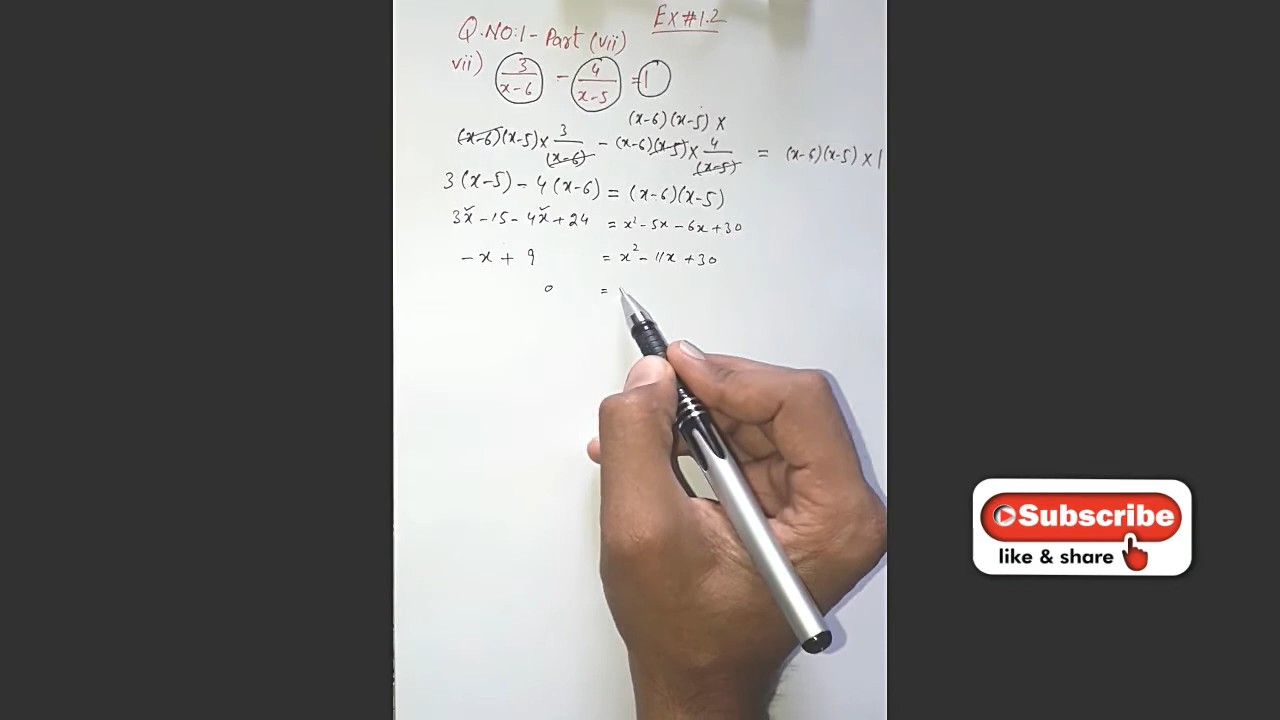 Ex#1.2
Q.NO:1 - Part (vii)
vii) 3/(x-6) - 4/(x-5) = 1
(x-6)(x-5) ×
(x-6)(x-5) × 3/(x-6) - (x-6)(x-5) × 4/(x-5) = (x-6)(x-5) × 1
3(x-5) - 4(x-6) = (x-6)(x-5)
3x - 15 - 4x + 24 = x² - 5x - 6x + 30
-x + 9 = x² - 11x + 30
0 =
Subscribe
like & share